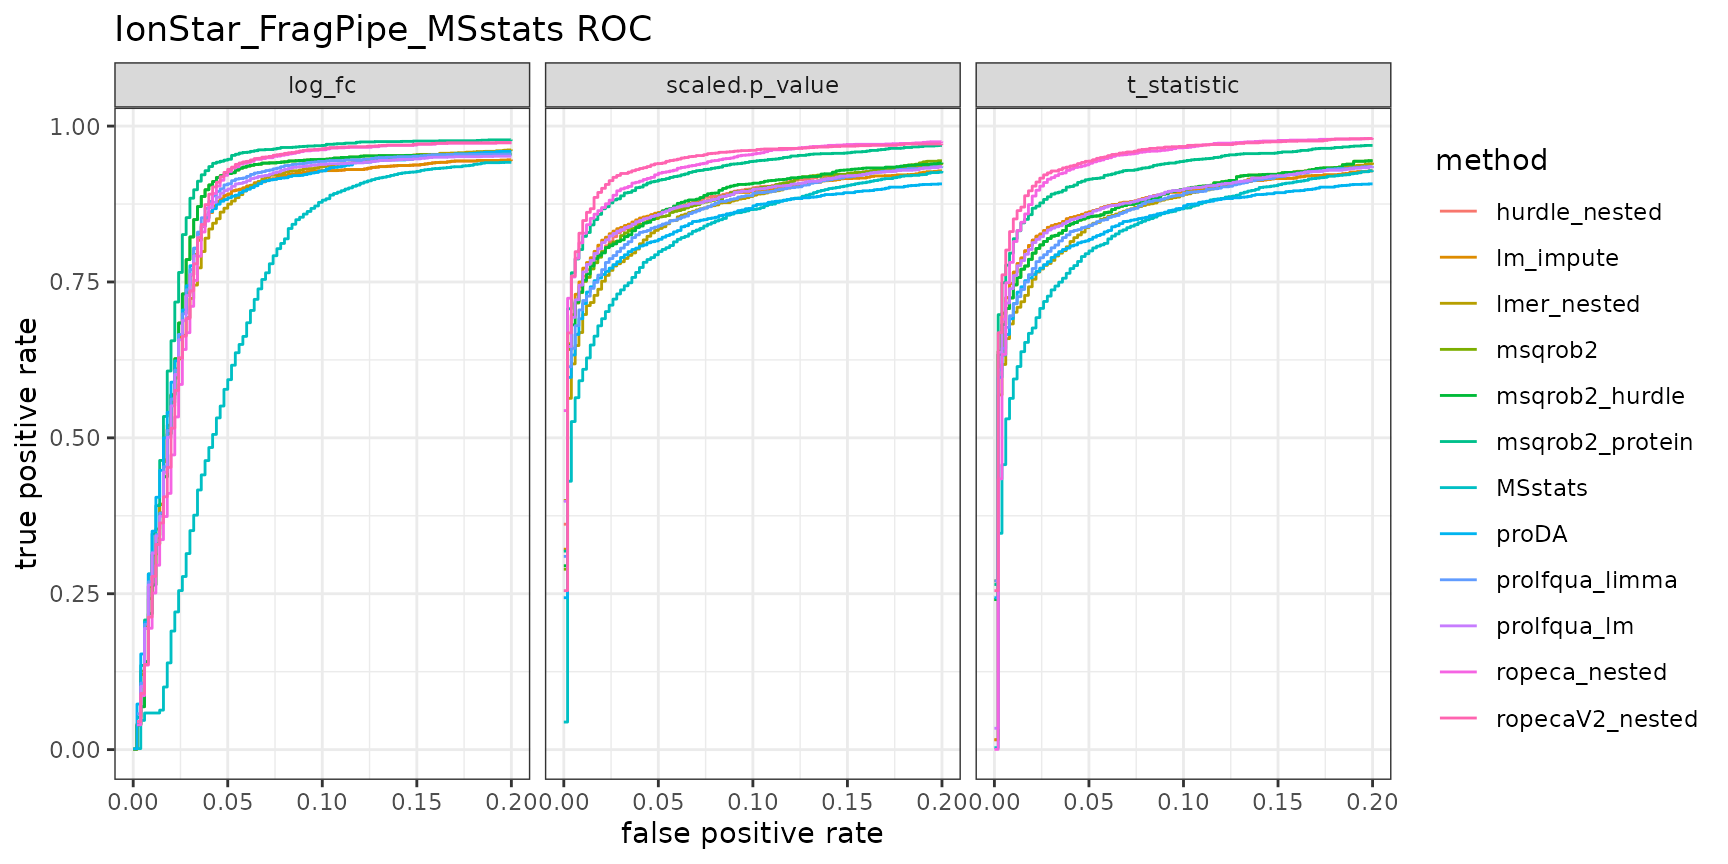 IonStar_FragPipe_MSstats ROC
log_fc
scaled.p_value
t_statistic
true positive rate
1.00
0.75
0.50
0.25
0.00
0.00 0.05 0.10 0.15 0.20
0.00 0.05 0.10 0.15 0.20
0.00 0.05 0.10 0.15 0.20
false positive rate
method
hurdle_nested
lm_impute
lmer_nested
msqrob2
msqrob2_hurdle
msqrob2_protein
MSstats
proDA
prolfqua_limma
prolfqua_lm
ropeca_nested
ropecaV2_nested